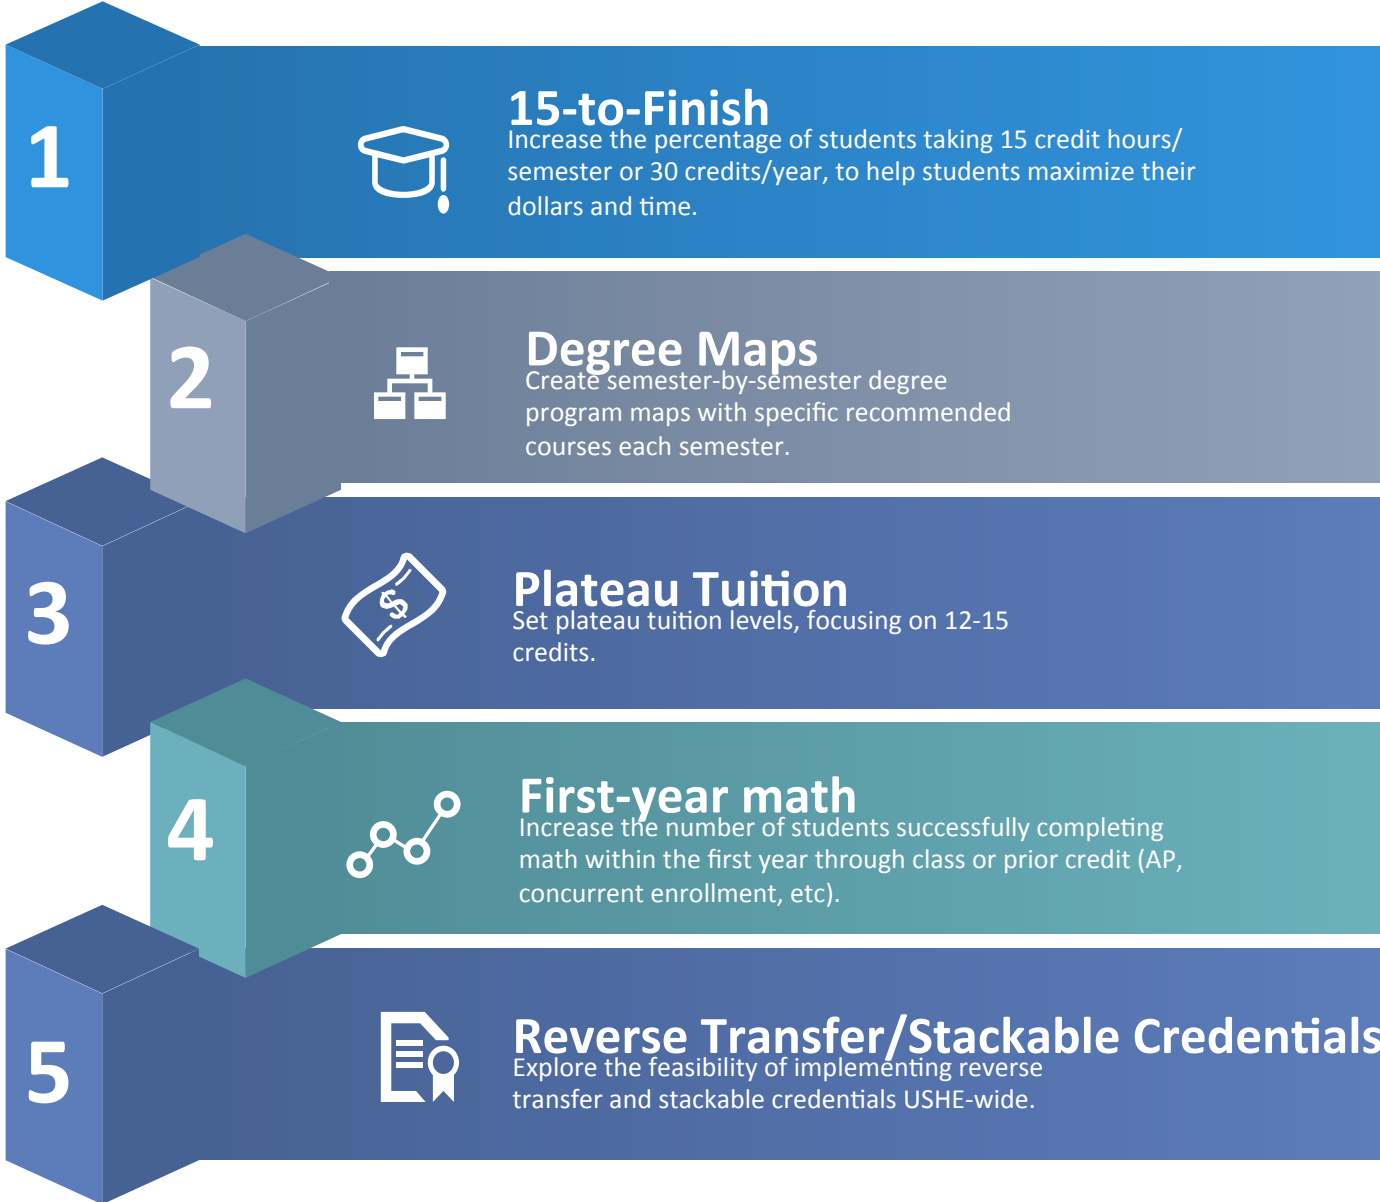 1
15-to-Finish
Increase the percentage of students taking 15 credit hours/
semester or 30 credits/year, to help students maximize their
dollars and time.
2
Degree Maps
Create semester-by-semester degree
program maps with specific recommended
courses each semester.
3
$
Plateau Tuition
Set plateau tuition levels, focusing on 12-15
credits.
4
First-year math
Increase the number of students successfully completing
math within the first year through class or prior credit (AP,
concurrent enrollment, etc).
5
Reverse Transfer/Stackable Credentials
Explore the feasibility of implementing reverse
transfer and stackable credentials USHE-wide.